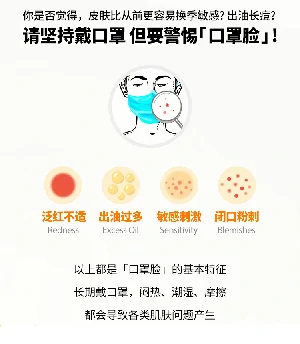 你是否觉得，皮肤比从前更容易换季敏感？出油长痘？
请坚持戴口罩 但要警惕「口罩脸」！
泛红不适 出油过多 敏感刺激 闭口粉刺
Redness Excess Oil Sensitivity Blemishes
以上都是「口罩脸」的基本特征
长期戴口罩，闷热、潮湿、摩擦
都会导致各类肌肤问题产生